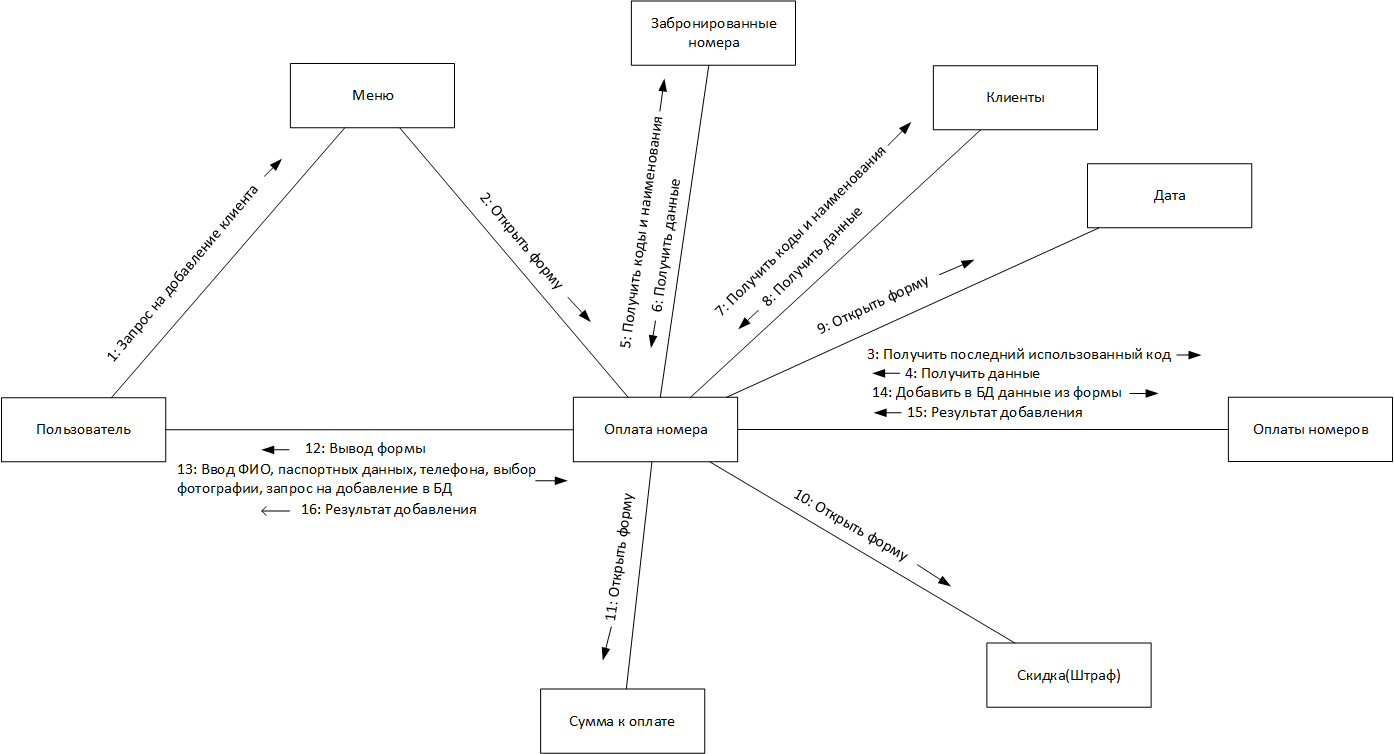 Забронированные
номера
Меню
Клиенты
Дата
1: Запрос на добавление клиента
2: Открыть форму
5: Получить коды и наименования
6: Получить данные
7: Получить коды и наименования
8: Получить данные
9: Открыть форму
3: Получить последний использованный код
4: Получить данные
14: Добавить в БД данные из формы
15: Результат добавления
Пользователь
Оплата номера
Оплаты номеров
12: Вывод формы
13: Ввод ФИО, паспортных данных, телефона, выбор
фотографии, запрос на добавление в БД
16: Результат добавления
10: Открыть форму
11: Открыть форму
Скидка(Штраф)
Сумма к оплате